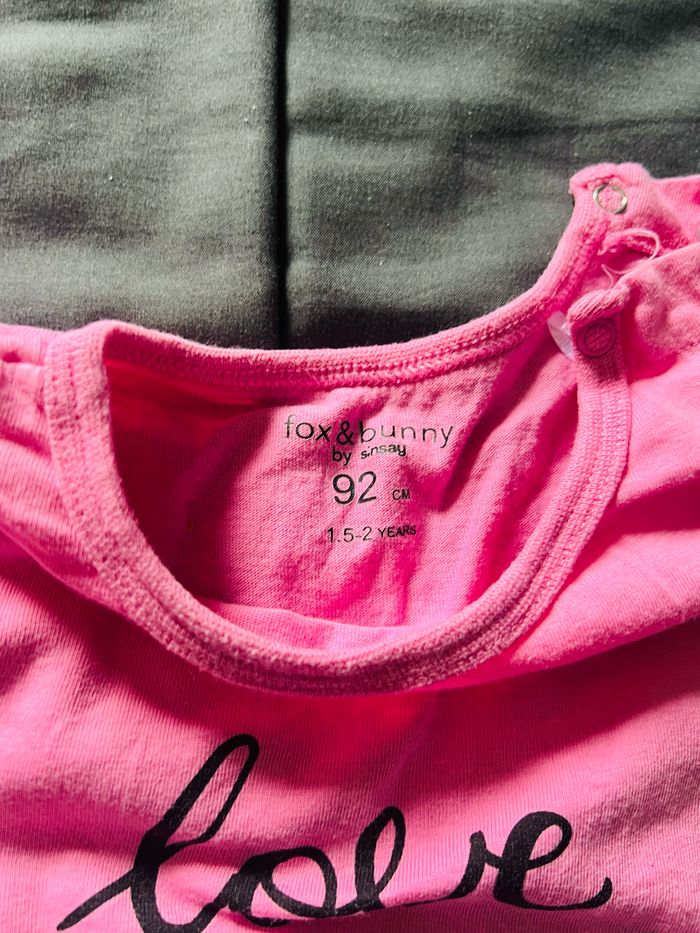 fox&bunny
by sinsay
92 CM
1.5-2 YEARS
love